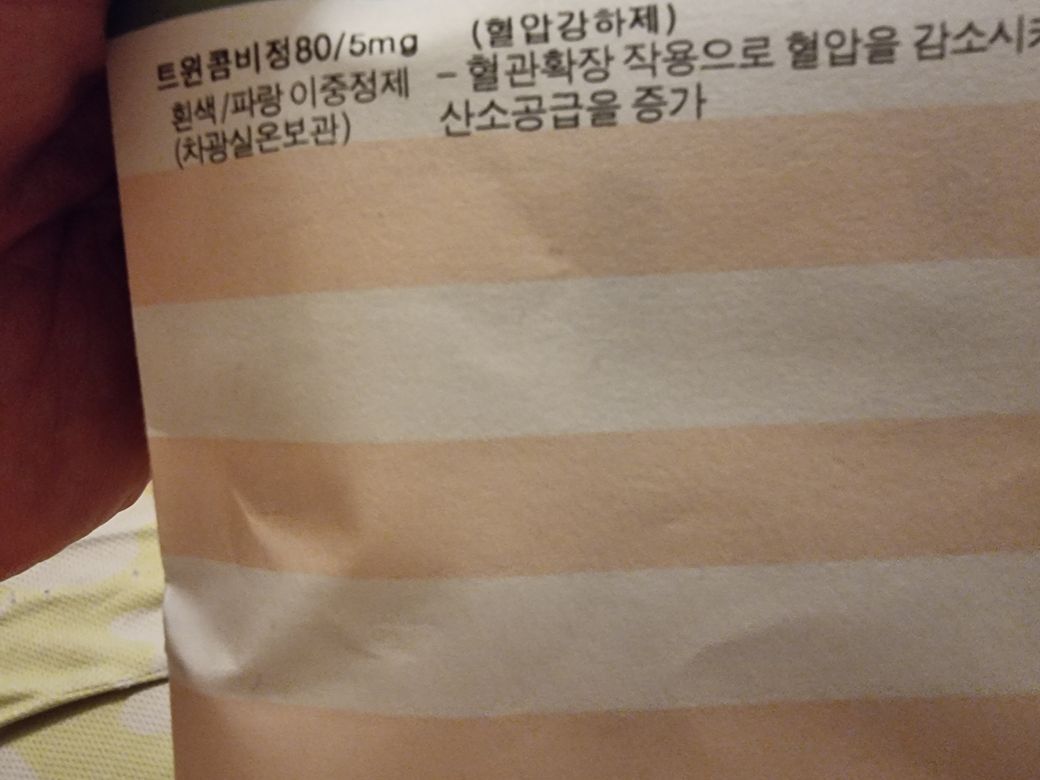 트윈콤비정80/5mg
흰색/파랑 이중정제
(차광실온보관)
(혈압강하제)
- 혈관확장 작용으로 혈압을 감소시키
산소공급을 증가